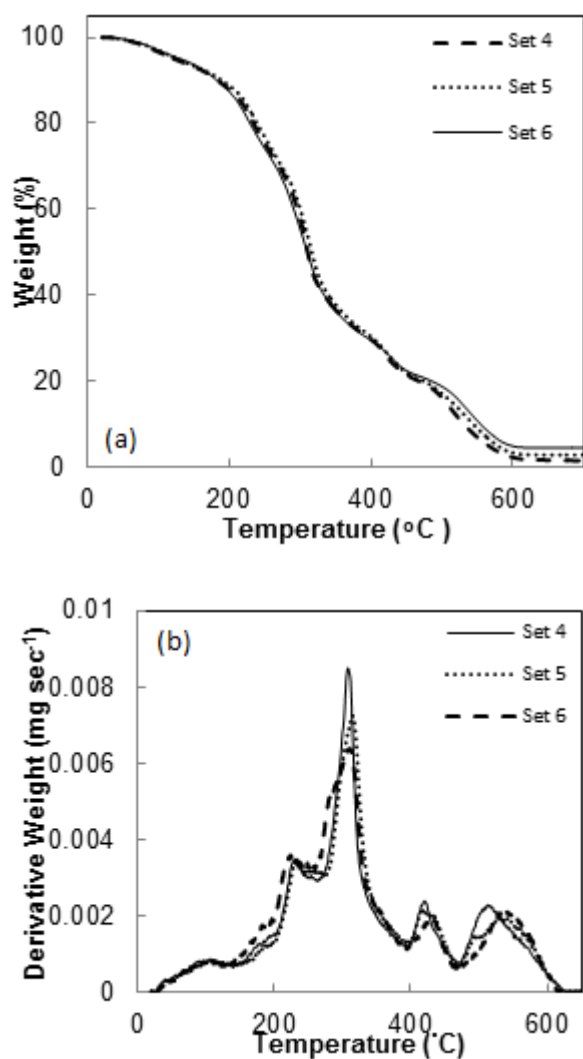 100
80
60
40
20
0
Weight (%)
Set 4
Set 5
Set 6
(a)
0 200 400 600
Temperature (°C )
0.01
0.008
0.006
0.004
0.002
0
Derivative Weight (mg sec⁻¹)
(b)
Set 4
Set 5
Set 6
0 200 400 600
Temperature (˚C)